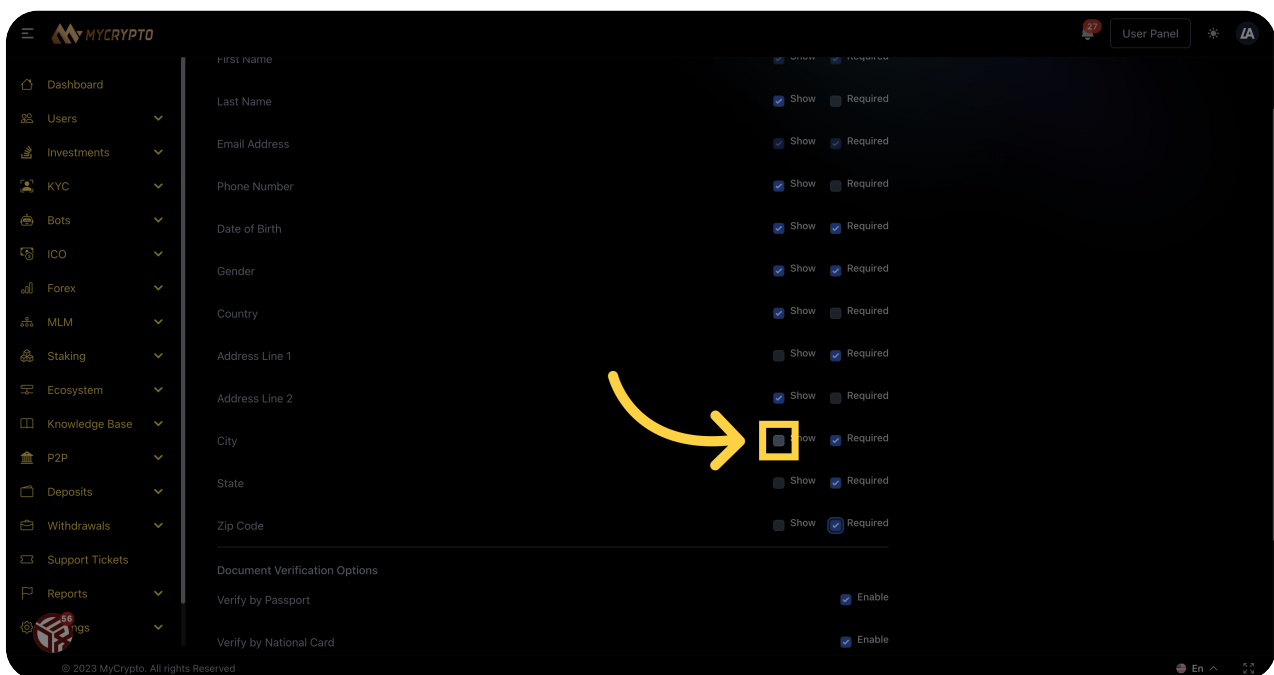 MYCRYPTO
27
User Panel
First Name Show Required
Dashboard
Last Name Show Required
Users
Email Address Show Required
Investments
Phone Number Show Required
KYC
Bots
Date of Birth Show Required
ICO
Gender Show Required
Forex
Country Show Required
MLM
Staking
Address Line 1 Show Required
Ecosystem
Address Line 2 Show Required
Knowledge Base
City Show Required
P2P
Deposits
State Show Required
Withdrawals
Zip Code Show Required
Support Tickets
Document Verification Options
Reports
Verify by Passport Enable
56
ngs
Verify by National Card Enable
© 2023 MyCrypto. All rights Reserved
En